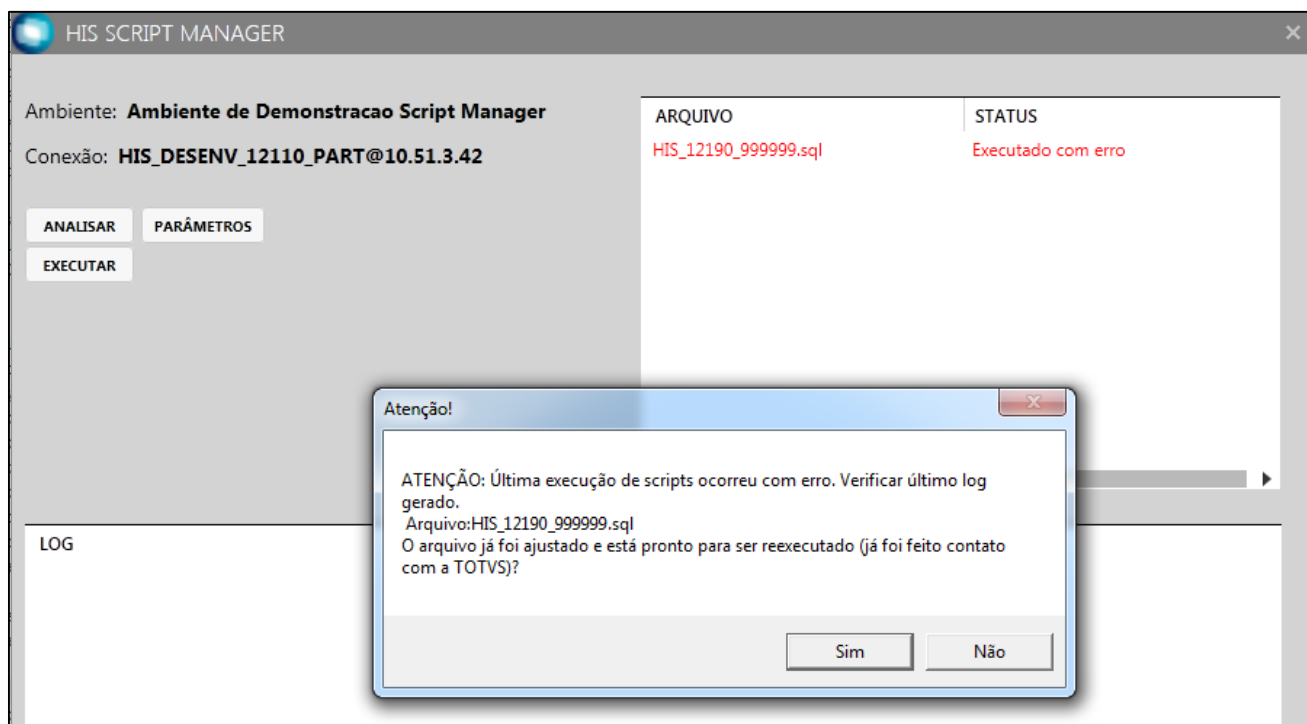 HIS SCRIPT MANAGER
Ambiente: Ambiente de Demonstracao Script Manager
Conexão: HIS_DESENV_12110_PART@10.51.3.42
ANALISAR PARÂMETROS
EXECUTAR
ARQUIVO STATUS
HIS_12190_999999.sql Executado com erro
Atenção!
ATENÇÃO: Última execução de scripts ocorreu com erro. Verificar último log
gerado.
Arquivo:HIS_12190_999999.sql
O arquivo já foi ajustado e está pronto para ser reexecutado (já foi feito contato
com a TOTVS)?
Sim Não
LOG